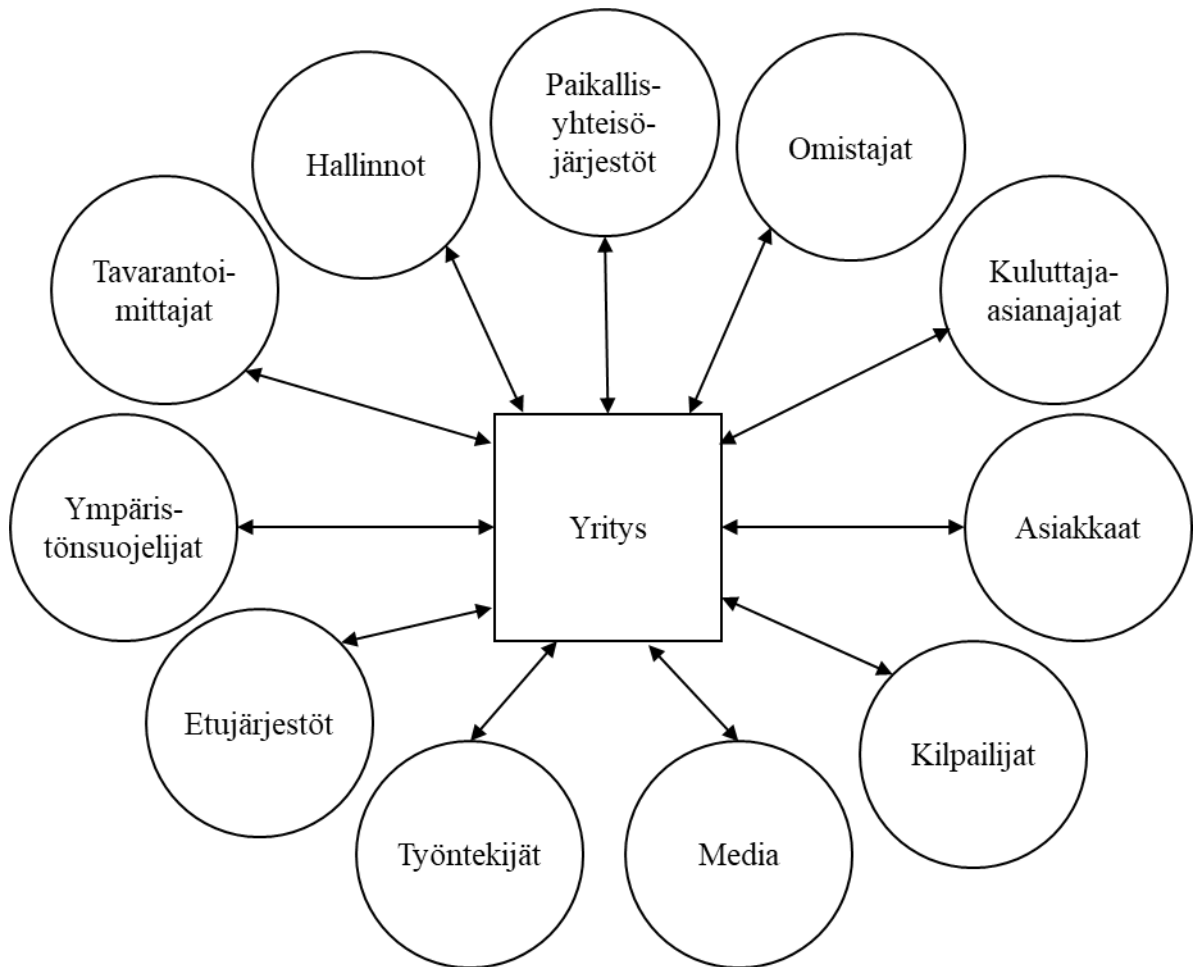 Paikallis-
yhteisö-
järjestöt
Omistajat
Hallinnot
Tavarantoi-
mittajat
Kuluttaja-
asianajajat
Ympäris-
tönsuojelijat
Yritys
Asiakkaat
Etujärjestöt
Kilpailijat
Työntekijät
Media